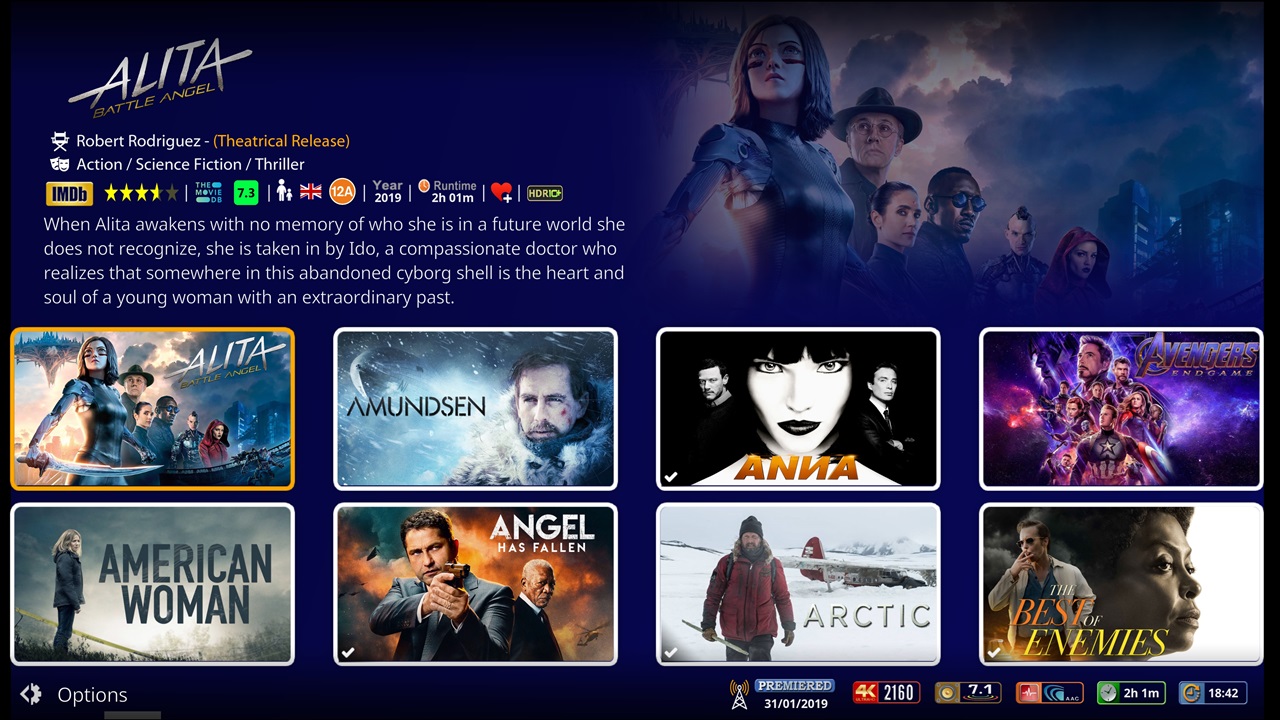 ALITA
BATTLE ANGEL
Robert Rodriguez - (Theatrical Release)
Action / Science Fiction / Thriller
IMDb | THE MOVIE DB 7.3 | 12A | Year 2019 | Runtime 2h 01m | HDR10+
When Alita awakens with no memory of who she is in a future world she
does not recognize, she is taken in by Ido, a compassionate doctor who
realizes that somewhere in this abandoned cyborg shell is the heart and
soul of a young woman with an extraordinary past.
ALITA
BATTLE ANGEL
AMUNDSEN
ANИA
AVENGERS
ENDGAME
AMERICAN
WOMAN
ANGEL
HAS FALLEN
ARCTIC
THE
BEST OF
ENEMIES
Options
PREMIERED
31/01/2019
4K
ULTRA HD
2160
7.1
AAC
2h 1m
18:42